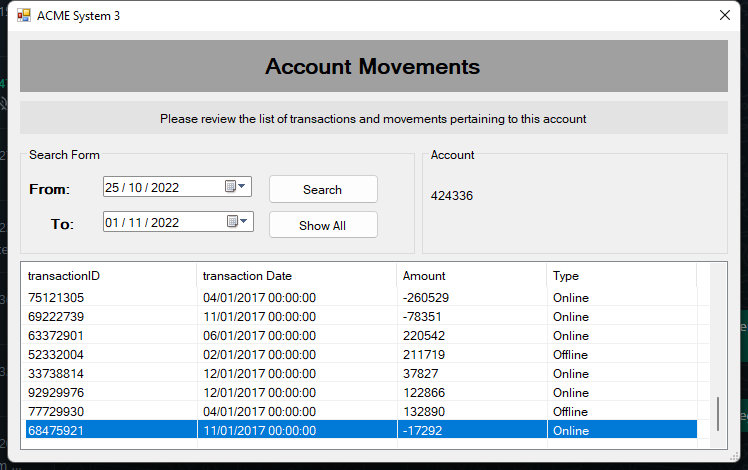 ACME System 3
Account Movements
Please review the list of transactions and movements pertaining to this account
Search Form
From: 25 / 10 / 2022 Search
To: 01 / 11 / 2022 Show All
Account
424336
transactionID transaction Date Amount Type
75121305 04/01/2017 00:00:00 -260529 Online
69222739 11/01/2017 00:00:00 -78351 Online
63372901 06/01/2017 00:00:00 220542 Online
52332004 02/01/2017 00:00:00 211719 Offline
33738814 12/01/2017 00:00:00 37827 Online
92929976 12/01/2017 00:00:00 122866 Online
77729930 04/01/2017 00:00:00 132890 Offline
68475921 11/01/2017 00:00:00 -17292 Online